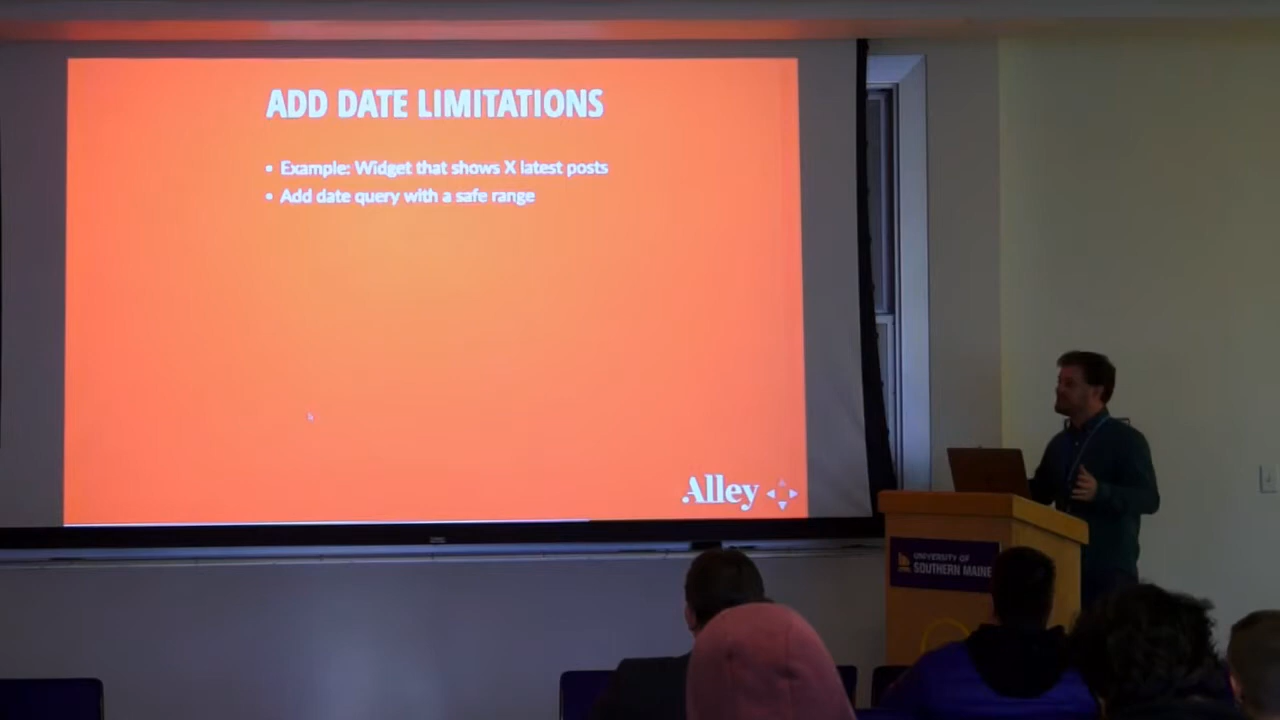 ADD DATE LIMITATIONS
• Example: Widget that shows X latest posts
• Add date query with a safe range
Alley
UNIVERSITY OF
SOUTHERN MAINE